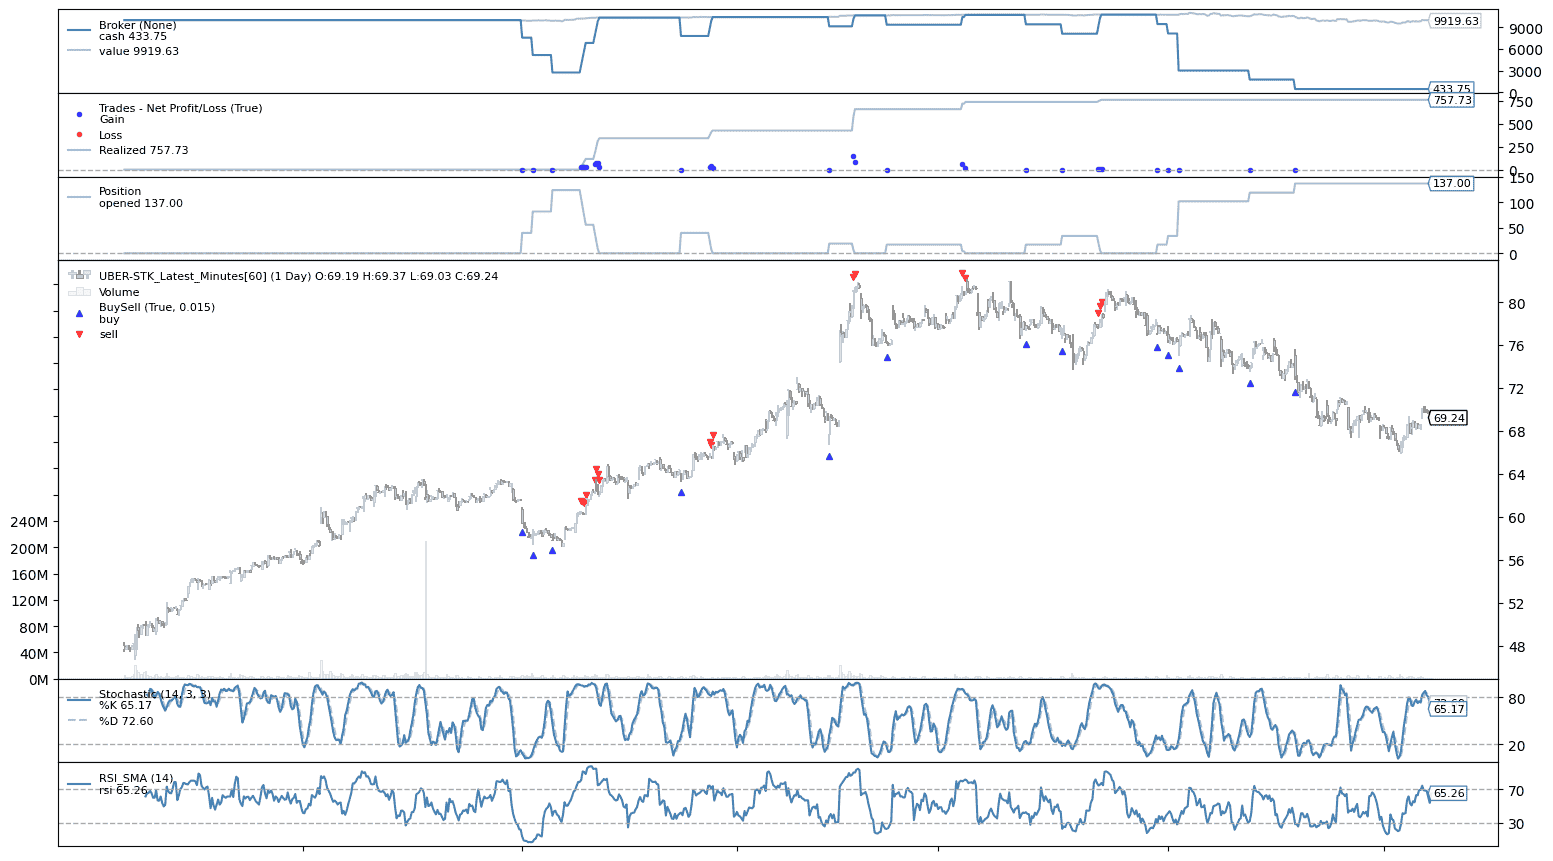 Broker (None)
cash 433.75
value 9919.63
9919.63
9000
6000
3000
433.75
0
Trades - Net Profit/Loss (True)
Gain
Loss
Realized 757.73
757.73
750
500
250
0
Position
opened 137.00
150
137.00
100
50
0
UBER-STK_Latest_Minutes[60] (1 Day) O:69.19 H:69.37 L:69.03 C:69.24
Volume
BuySell (True, 0.015)
buy
sell
80
76
72
69.24
68
64
60
56
52
48
240M
200M
160M
120M
80M
40M
0M
Stochastic (14, 3, 3)
%K 65.17
%D 72.60
80
65.17
20
RSI_SMA (14)
rsi 65.26
70
65.26
30